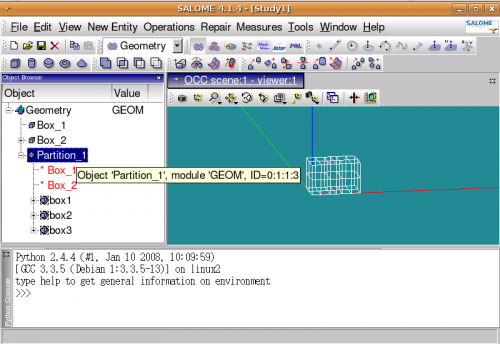 SALOME 4.1.4 - [Study1]
File Edit View New Entity Operations Repair Measures Tools Window Help
SALOME
Geometry
Object Browser
OCC scene:1 - viewer:1
Object Value
Geometry GEOM
Box_1
Box_2
Partition_1
* Box_1
Object 'Partition_1', module 'GEOM', ID=0:1:1:3
* Box_2
box1
box2
box3
Python 2.4.4 (#1, Jan 10 2008, 10:09:59)
[GCC 3.3.5 (Debian 1:3.3.5-13)] on linux2
type help to get general information on environment
>>>
Python Console